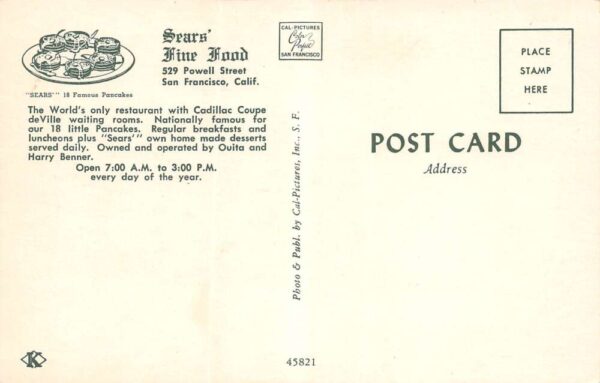 Sears'
Fine Food
529 Powell Street
San Francisco, Calif.
"SEARS'" 18 Famous Pancakes
The World's only restaurant with Cadillac Coupe
deVille waiting rooms. Nationally famous for
our 18 little Pancakes. Regular breakfasts and
luncheons plus "Sears'" own home made desserts
served daily. Owned and operated by Ouita and
Harry Benner.
Open 7:00 A.M. to 3:00 P.M.
every day of the year.
K
CAL-PICTURES
Color
SAN FRANCISCO
Photo & Publ. by Cal-Pictures, Inc., S. F.
45821
PLACE
STAMP
HERE
POST CARD
Address